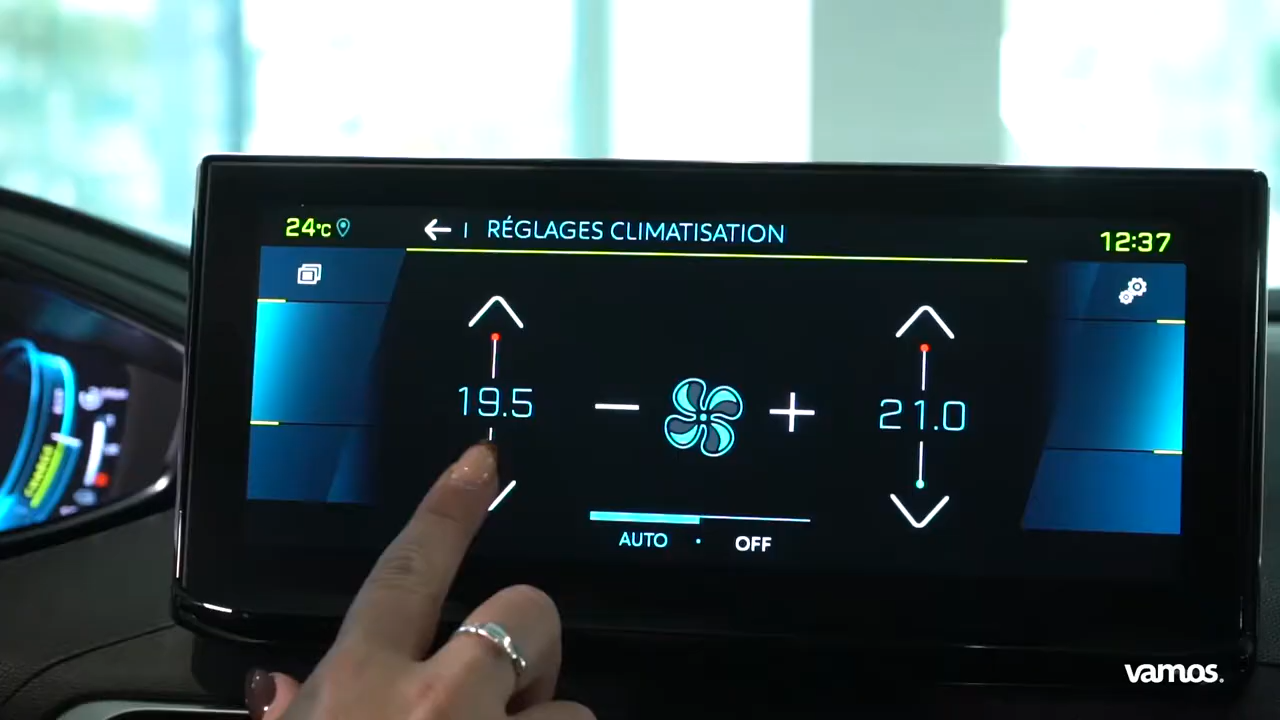 24°C
RÉGLAGES CLIMATISATION
12:37
19.5
21.0
AUTO • OFF
vamos.